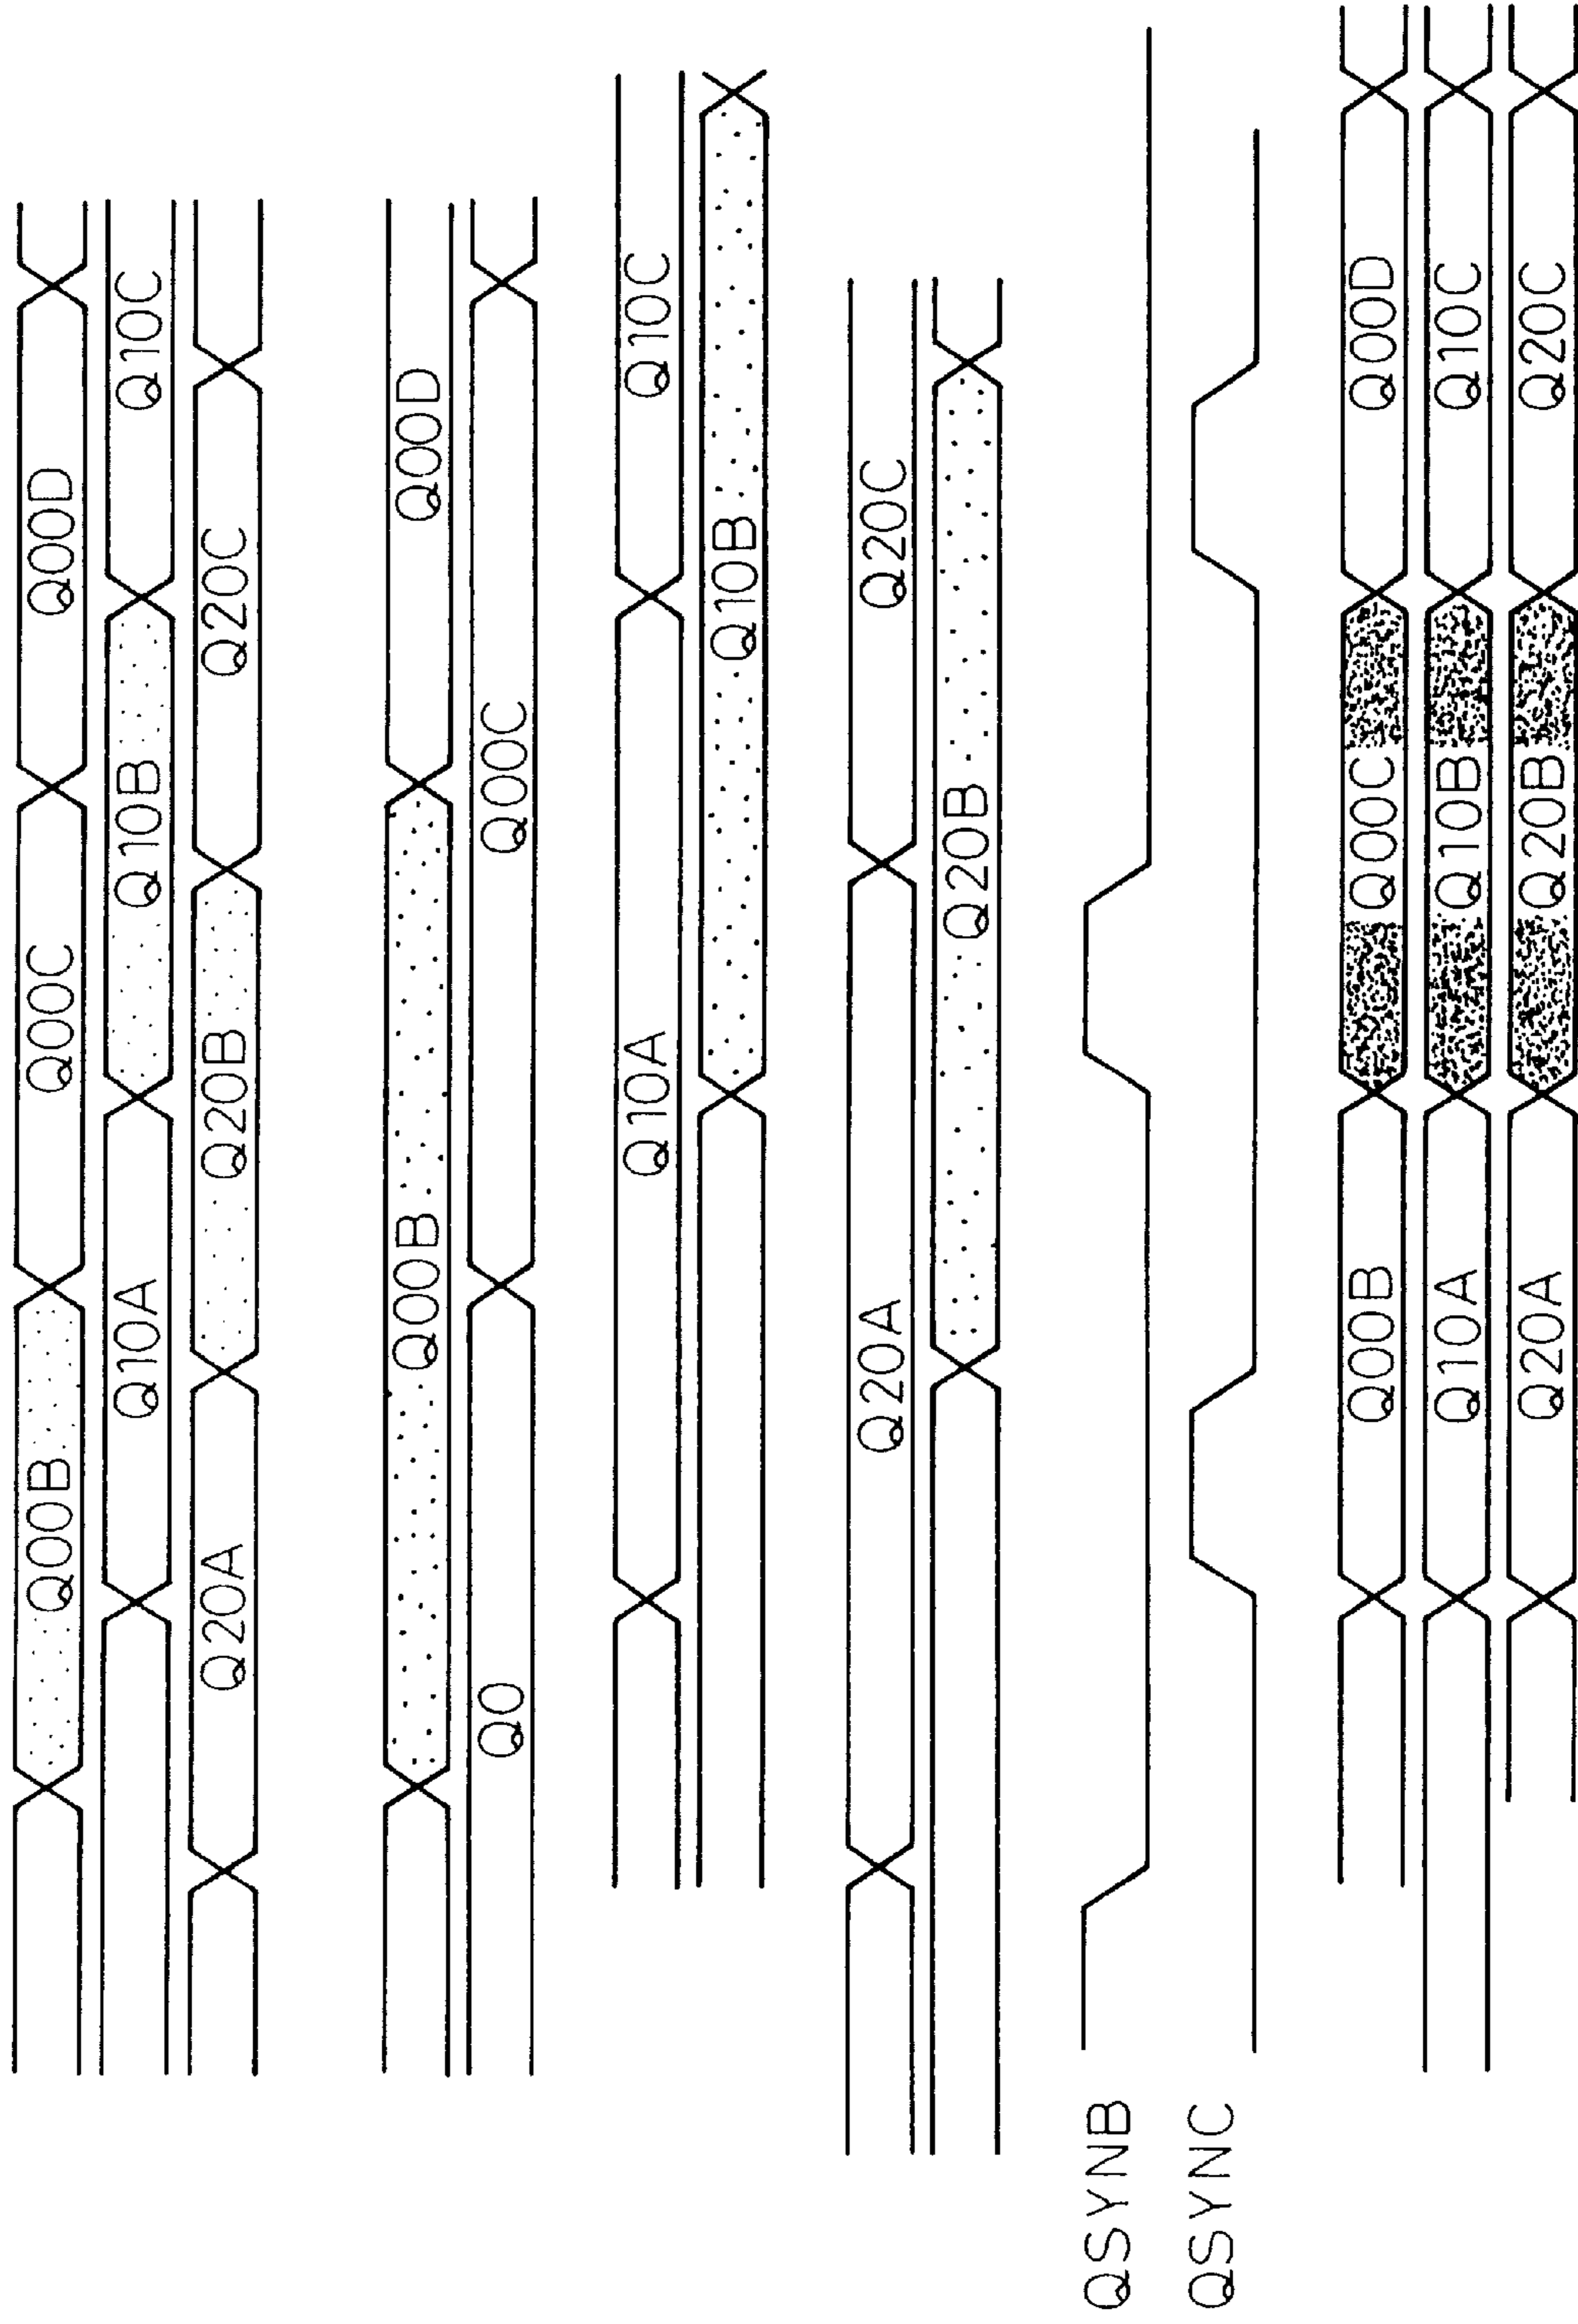 Q00B Q00C Q00D
Q10A Q10B Q10C
Q20A Q20B Q20C
Q00B Q00D
Q0 Q00C
Q10A Q10C
Q10B
Q20A Q20C
Q20B
QSYNB
QSYNC
Q00B Q00C Q00D
Q10A Q10B Q10C
Q20A Q20B Q20C